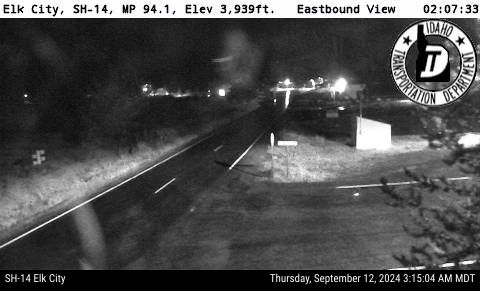 Elk City, SH-14, MP 94.1, Elev 3,939ft. Eastbound View 02:07:33
IDAHO
TRANSPORTATION DEPARTMENT
SH-14 Elk City Thursday, September 12, 2024 3:15:04 AM MDT